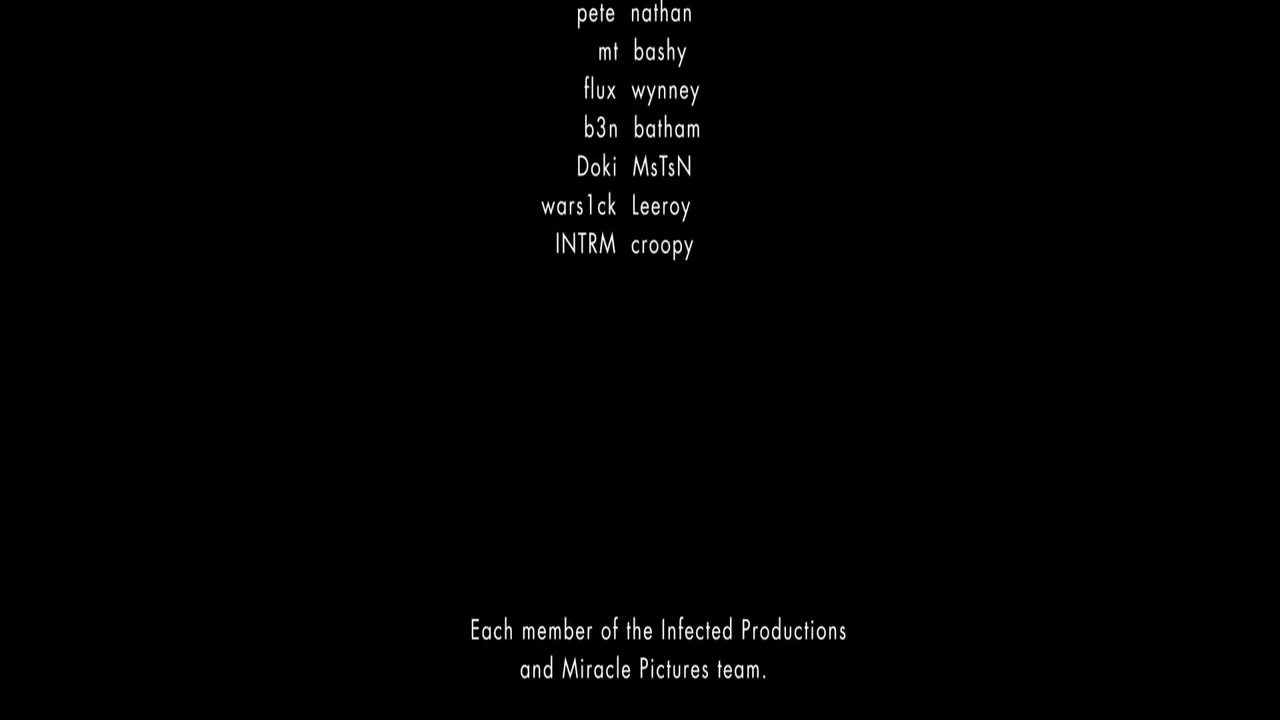 pete nathan
mt bashy
flux wynney
b3n batham
Doki MsTsN
wars1ck Leeroy
INTRM croopy
Each member of the Infected Productions
and Miracle Pictures team.